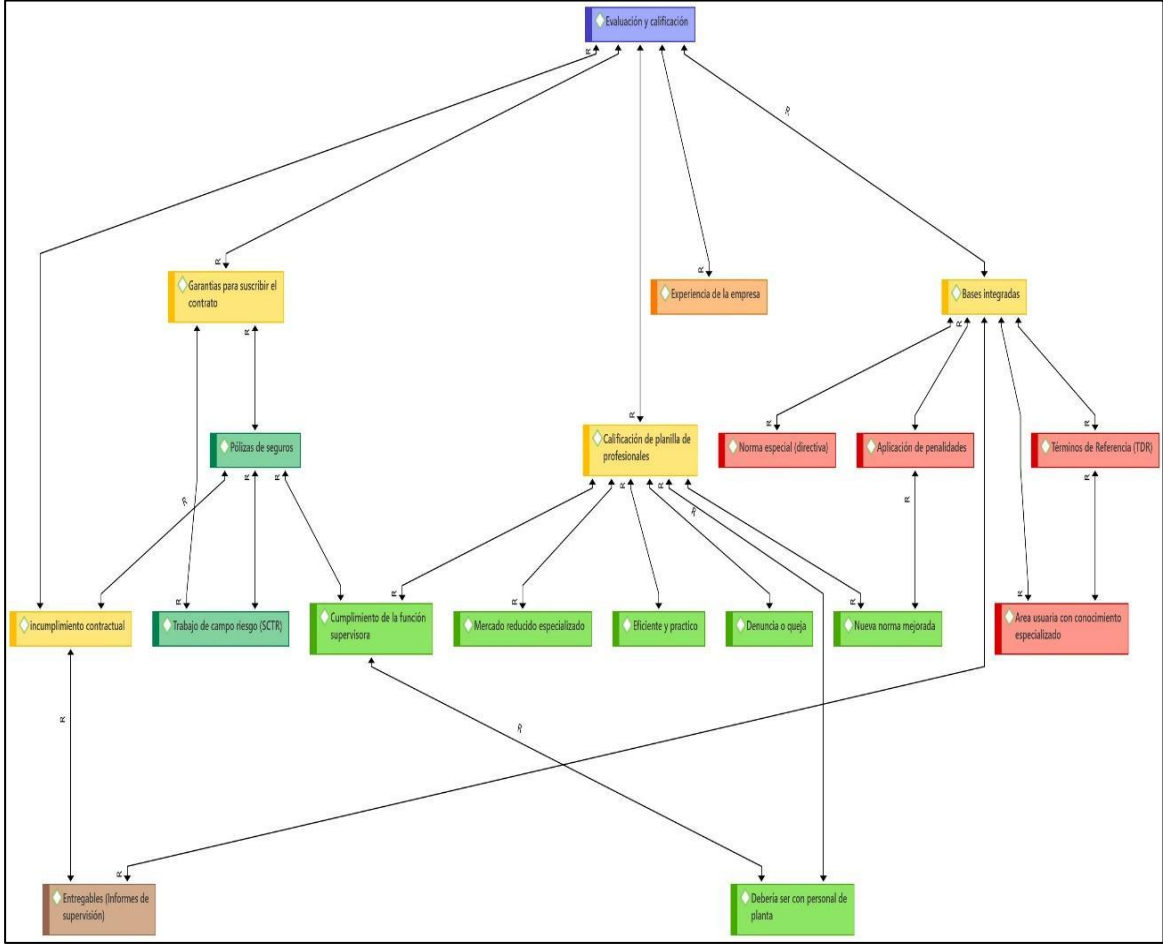 Evaluación y calificación
R
R
R
R
R
Garantias para suscribir el
contrato
Experiencia de la empresa
Bases integradas
R
R
R
R
R
R
R
Pólizas de seguros
Calificación de planilla de
profesionales
Norma especial (directiva)
Aplicación de penalidades
Términos de Referencia (TDR)
R
R
R
R
R
R
R
R
R
R
R
R
incumplimiento contractual
Trabajo de campo riesgo (SCTR)
Cumplimiento de la función
supervisora
Mercado reducido especializado
Eficiente y practico
Denuncia o queja
Nueva norma mejorada
Area usuaria con conocimiento
especializado
R
R
R
Entregables (Informes de
supervisión)
Debería ser con personal de
planta